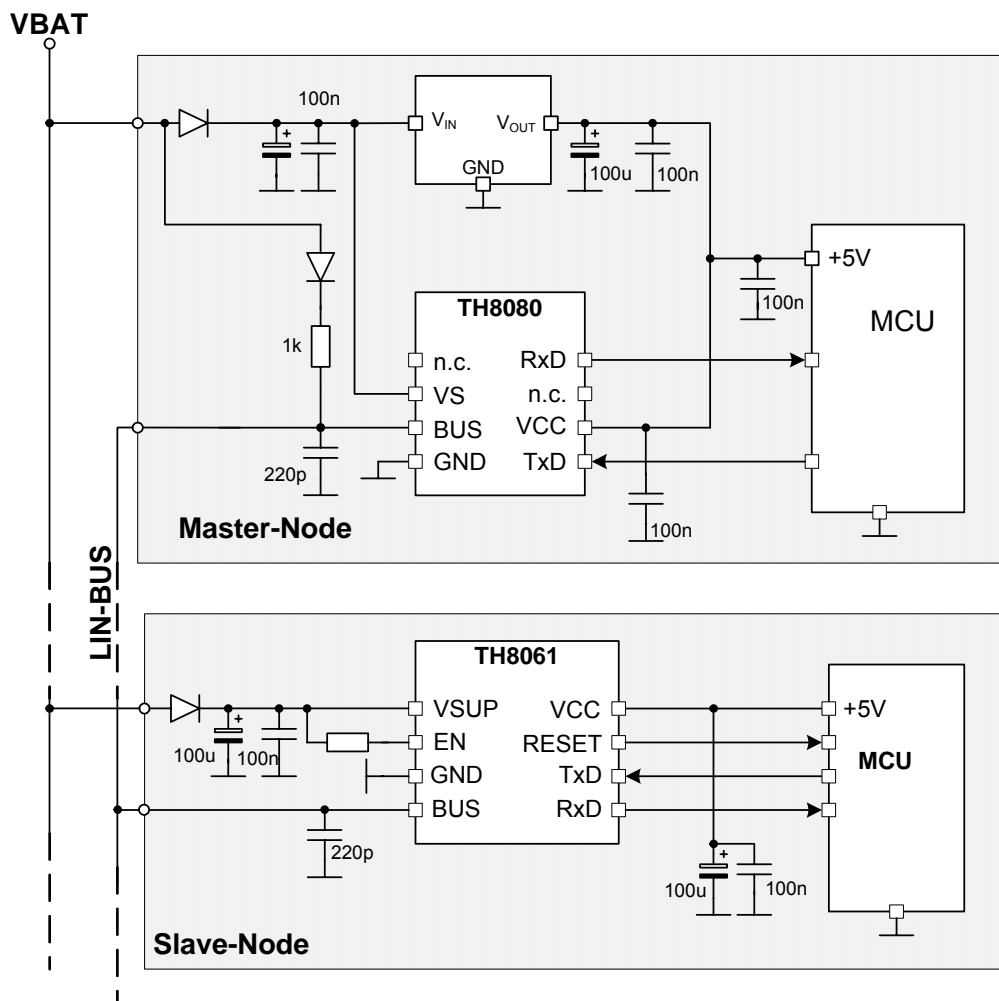 VBAT
100n
VIN
VOUT
GND
100u
100n
+5V
100n
MCU
TH8080
1k
n.c.
RxD
VS
n.c.
BUS
VCC
GND
TxD
220p
100n
Master-Node
LIN-BUS
TH8061
VSUP
VCC
+5V
EN
RESET
MCU
100u
100n
GND
TxD
BUS
RxD
220p
100u
100n
Slave-Node